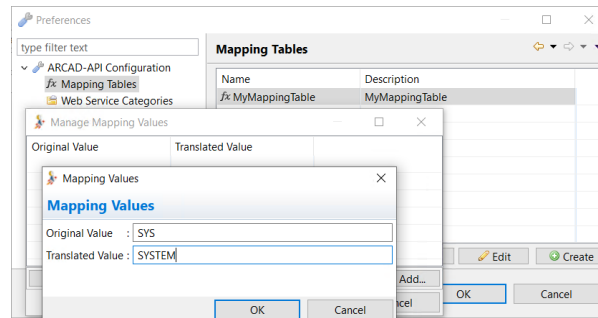 Preferences
type filter text
Mapping Tables
ARCAD-API Configuration
fx Mapping Tables
Web Service Categories
Name Description
fx MyMappingTable MyMappingTable
Manage Mapping Values
Original Value Translated Value
Mapping Values
Mapping Values
Original Value : SYS
Translated Value : SYSTEM
OK Cancel
Add...
Edit Create
OK Cancel